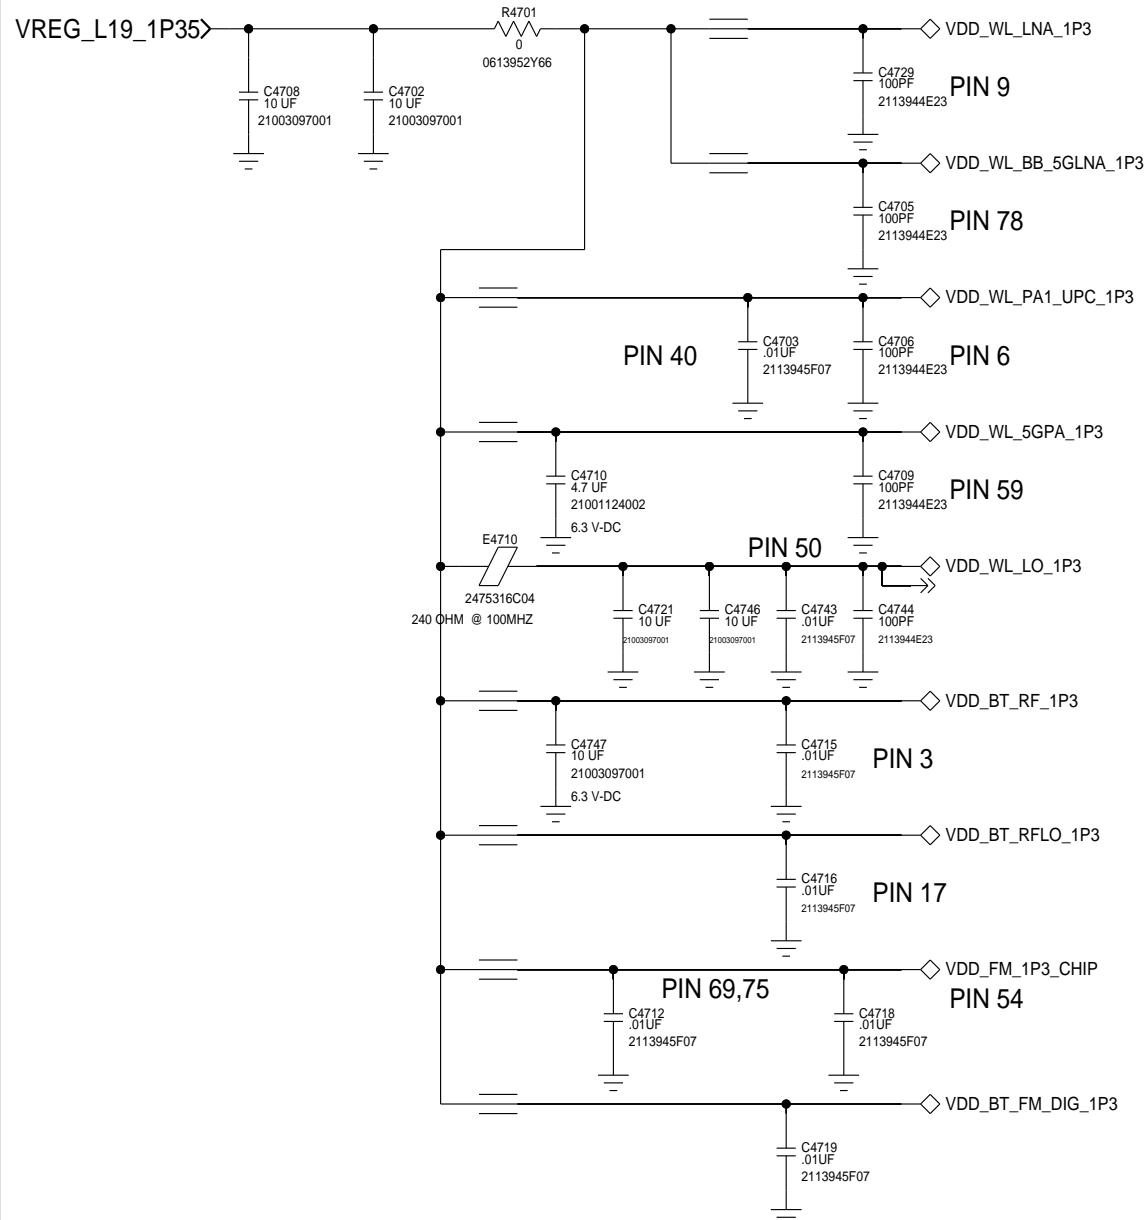 VREG_L19_1P35
R4701
0
0613952Y66
VDD_WL_LNA_1P3
C4708
10 UF
21003097001
C4702
10 UF
21003097001
C4729
100PF
2113944E23
PIN 9
VDD_WL_BB_5GLNA_1P3
C4705
100PF
2113944E23
PIN 78
VDD_WL_PA1_UPC_1P3
PIN 40
C4703
.01UF
2113945F07
C4706
100PF
2113944E23
PIN 6
VDD_WL_5GPA_1P3
C4710
4.7 UF
21001124002
6.3 V-DC
C4709
100PF
2113944E23
PIN 59
E4710
2475316C04
240 OHM @ 100MHZ
PIN 50
VDD_WL_LO_1P3
C4721
10 UF
21003097001
C4746
10 UF
21003097001
C4743
.01UF
2113945F07
C4744
100PF
2113944E23
VDD_BT_RF_1P3
C4747
10 UF
21003097001
6.3 V-DC
C4715
.01UF
2113945F07
PIN 3
VDD_BT_RFLO_1P3
C4716
.01UF
2113945F07
PIN 17
VDD_FM_1P3_CHIP
PIN 69,75
PIN 54
C4712
.01UF
2113945F07
C4718
.01UF
2113945F07
VDD_BT_FM_DIG_1P3
C4719
.01UF
2113945F07